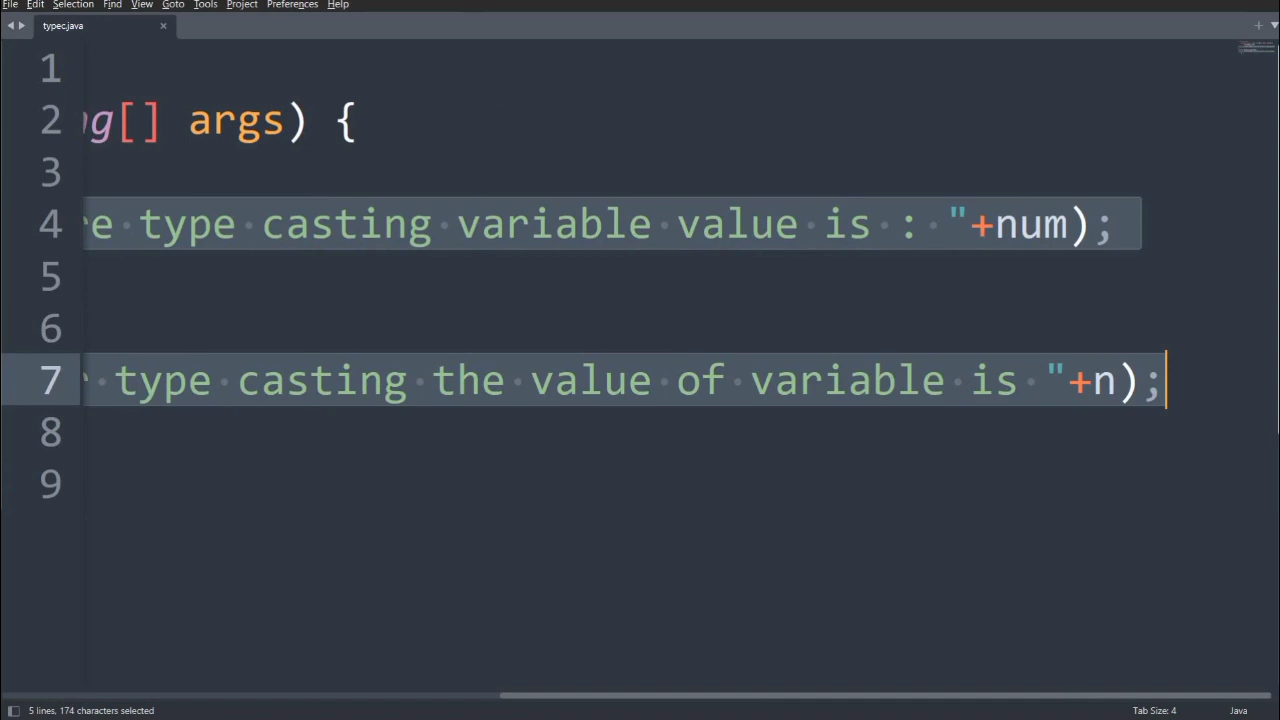 File Edit Selection Find View Goto Tools Project Preferences Help
typec.java
1
2 ng[] args) {
3
4 re type casting variable value is : "+num);
5
6
7 type casting the value of variable is "+n);
8
9
5 lines, 174 characters selected Tab Size: 4 Java